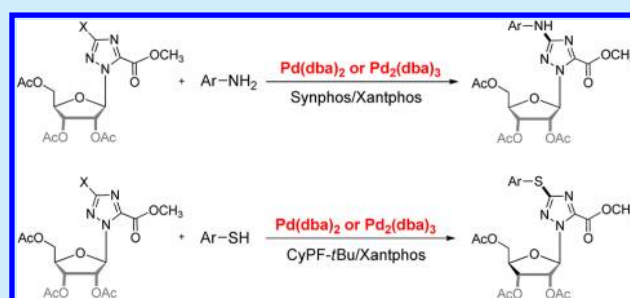 X
N
N
N
OCH₃
O
AcO
O
AcO
OAc
+
Ar–NH₂
Pd(dba)₂ or Pd₂(dba)₃
Synphos/Xantphos
Ar
NH
N
N
N
OCH₃
O
AcO
O
AcO
OAc
X
N
N
N
OCH₃
O
AcO
O
AcO
OAc
+
Ar–SH
Pd(dba)₂ or Pd₂(dba)₃
CyPF-tBu/Xantphos
Ar
S
N
N
N
OCH₃
O
AcO
O
AcO
OAc